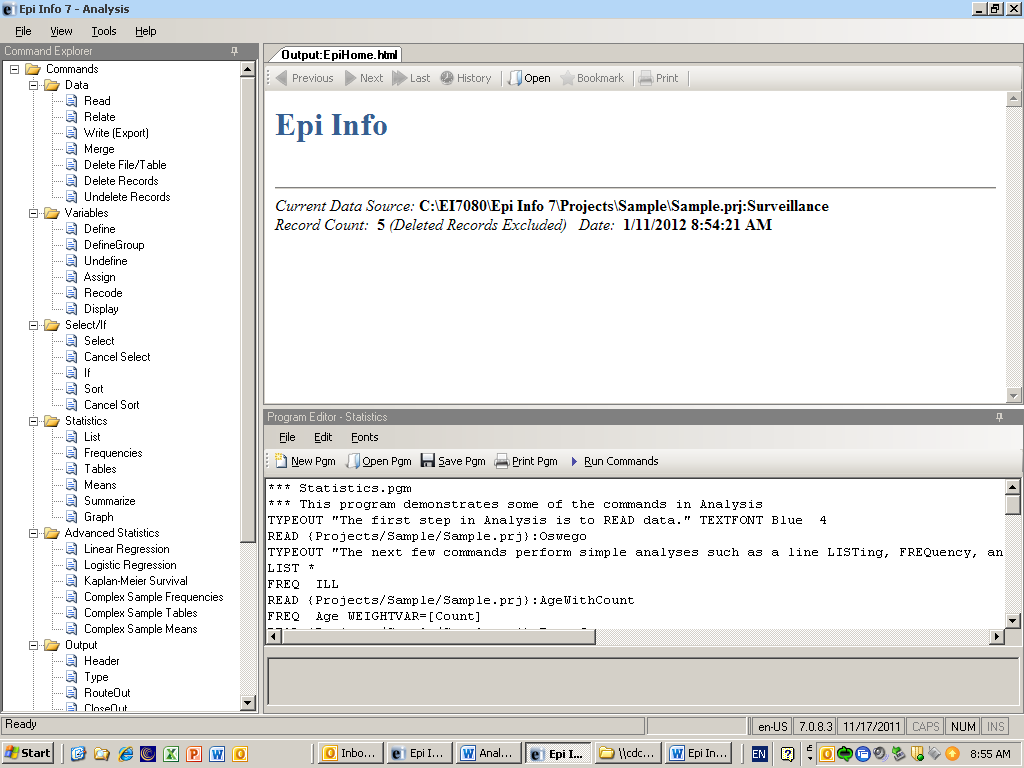 Epi Info 7 - Analysis
File View Tools Help
Command Explorer
Commands
Data
Read
Relate
Write (Export)
Merge
Delete File/Table
Delete Records
Undelete Records
Variables
Define
DefineGroup
Undefine
Assign
Recode
Display
Select/If
Select
Cancel Select
If
Sort
Cancel Sort
Statistics
List
Frequencies
Tables
Means
Summarize
Graph
Advanced Statistics
Linear Regression
Logistic Regression
Kaplan-Meier Survival
Complex Sample Frequencies
Complex Sample Tables
Complex Sample Means
Output
Header
Type
RouteOut
CloseOut
Output:EpiHome.html
Previous Next Last History Open Bookmark Print
Epi Info
Current Data Source: C:\EI7080\Epi Info 7\Projects\Sample\Sample.prj:Surveillance
Record Count: 5 (Deleted Records Excluded) Date: 1/11/2012 8:54:21 AM
Program Editor - Statistics
File Edit Fonts
New Pgm Open Pgm Save Pgm Print Pgm Run Commands
*** Statistics.pgm
*** This program demonstrates some of the commands in Analysis
TYPEOUT "The first step in Analysis is to READ data." TEXTFONT Blue 4
READ {Projects/Sample/Sample.prj}:Oswego
TYPEOUT "The next few commands perform simple analyses such as a line LISTing, FREQuency, an
LIST *
FREQ ILL
READ {Projects/Sample/Sample.prj}:AgeWithCount
FREQ Age WEIGHTVAR=[Count]
Ready
en-US 7.0.8.3 11/17/2011 CAPS NUM INS
Start Inbo... Epi I... Anal... Epi I... \\cdc... Epi In... EN 8:55 AM